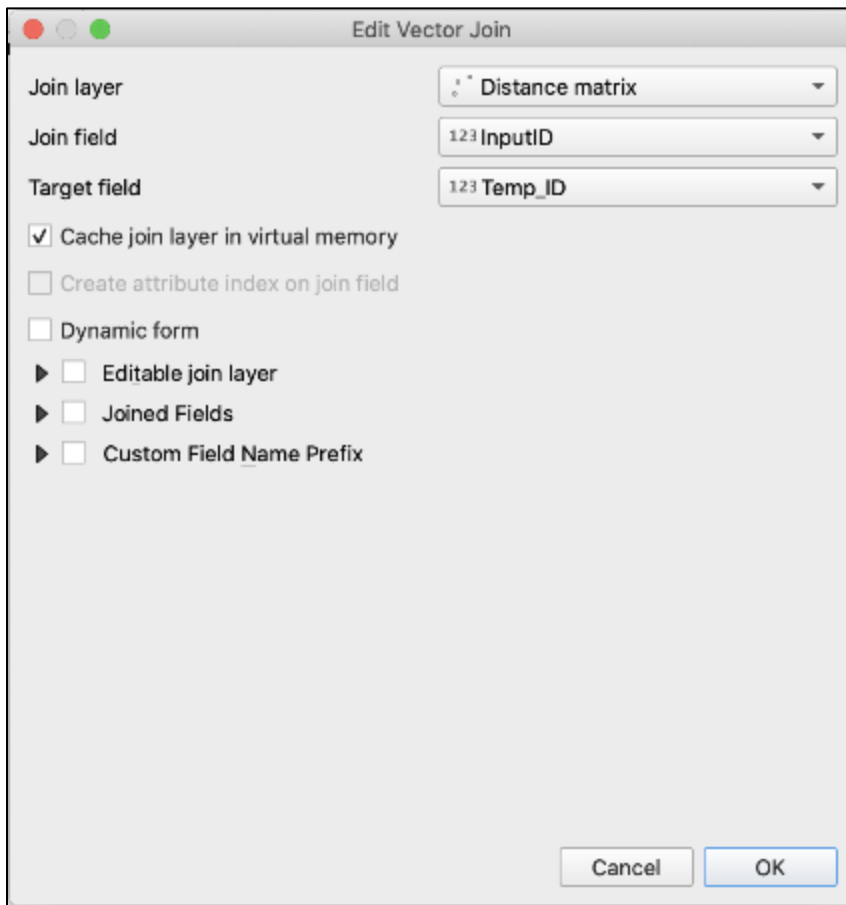 Edit Vector Join
Join layer Distance matrix
Join field 123 InputID
Target field 123 Temp_ID
Cache join layer in virtual memory
Create attribute index on join field
Dynamic form
Editable join layer
Joined Fields
Custom Field Name Prefix
Cancel OK